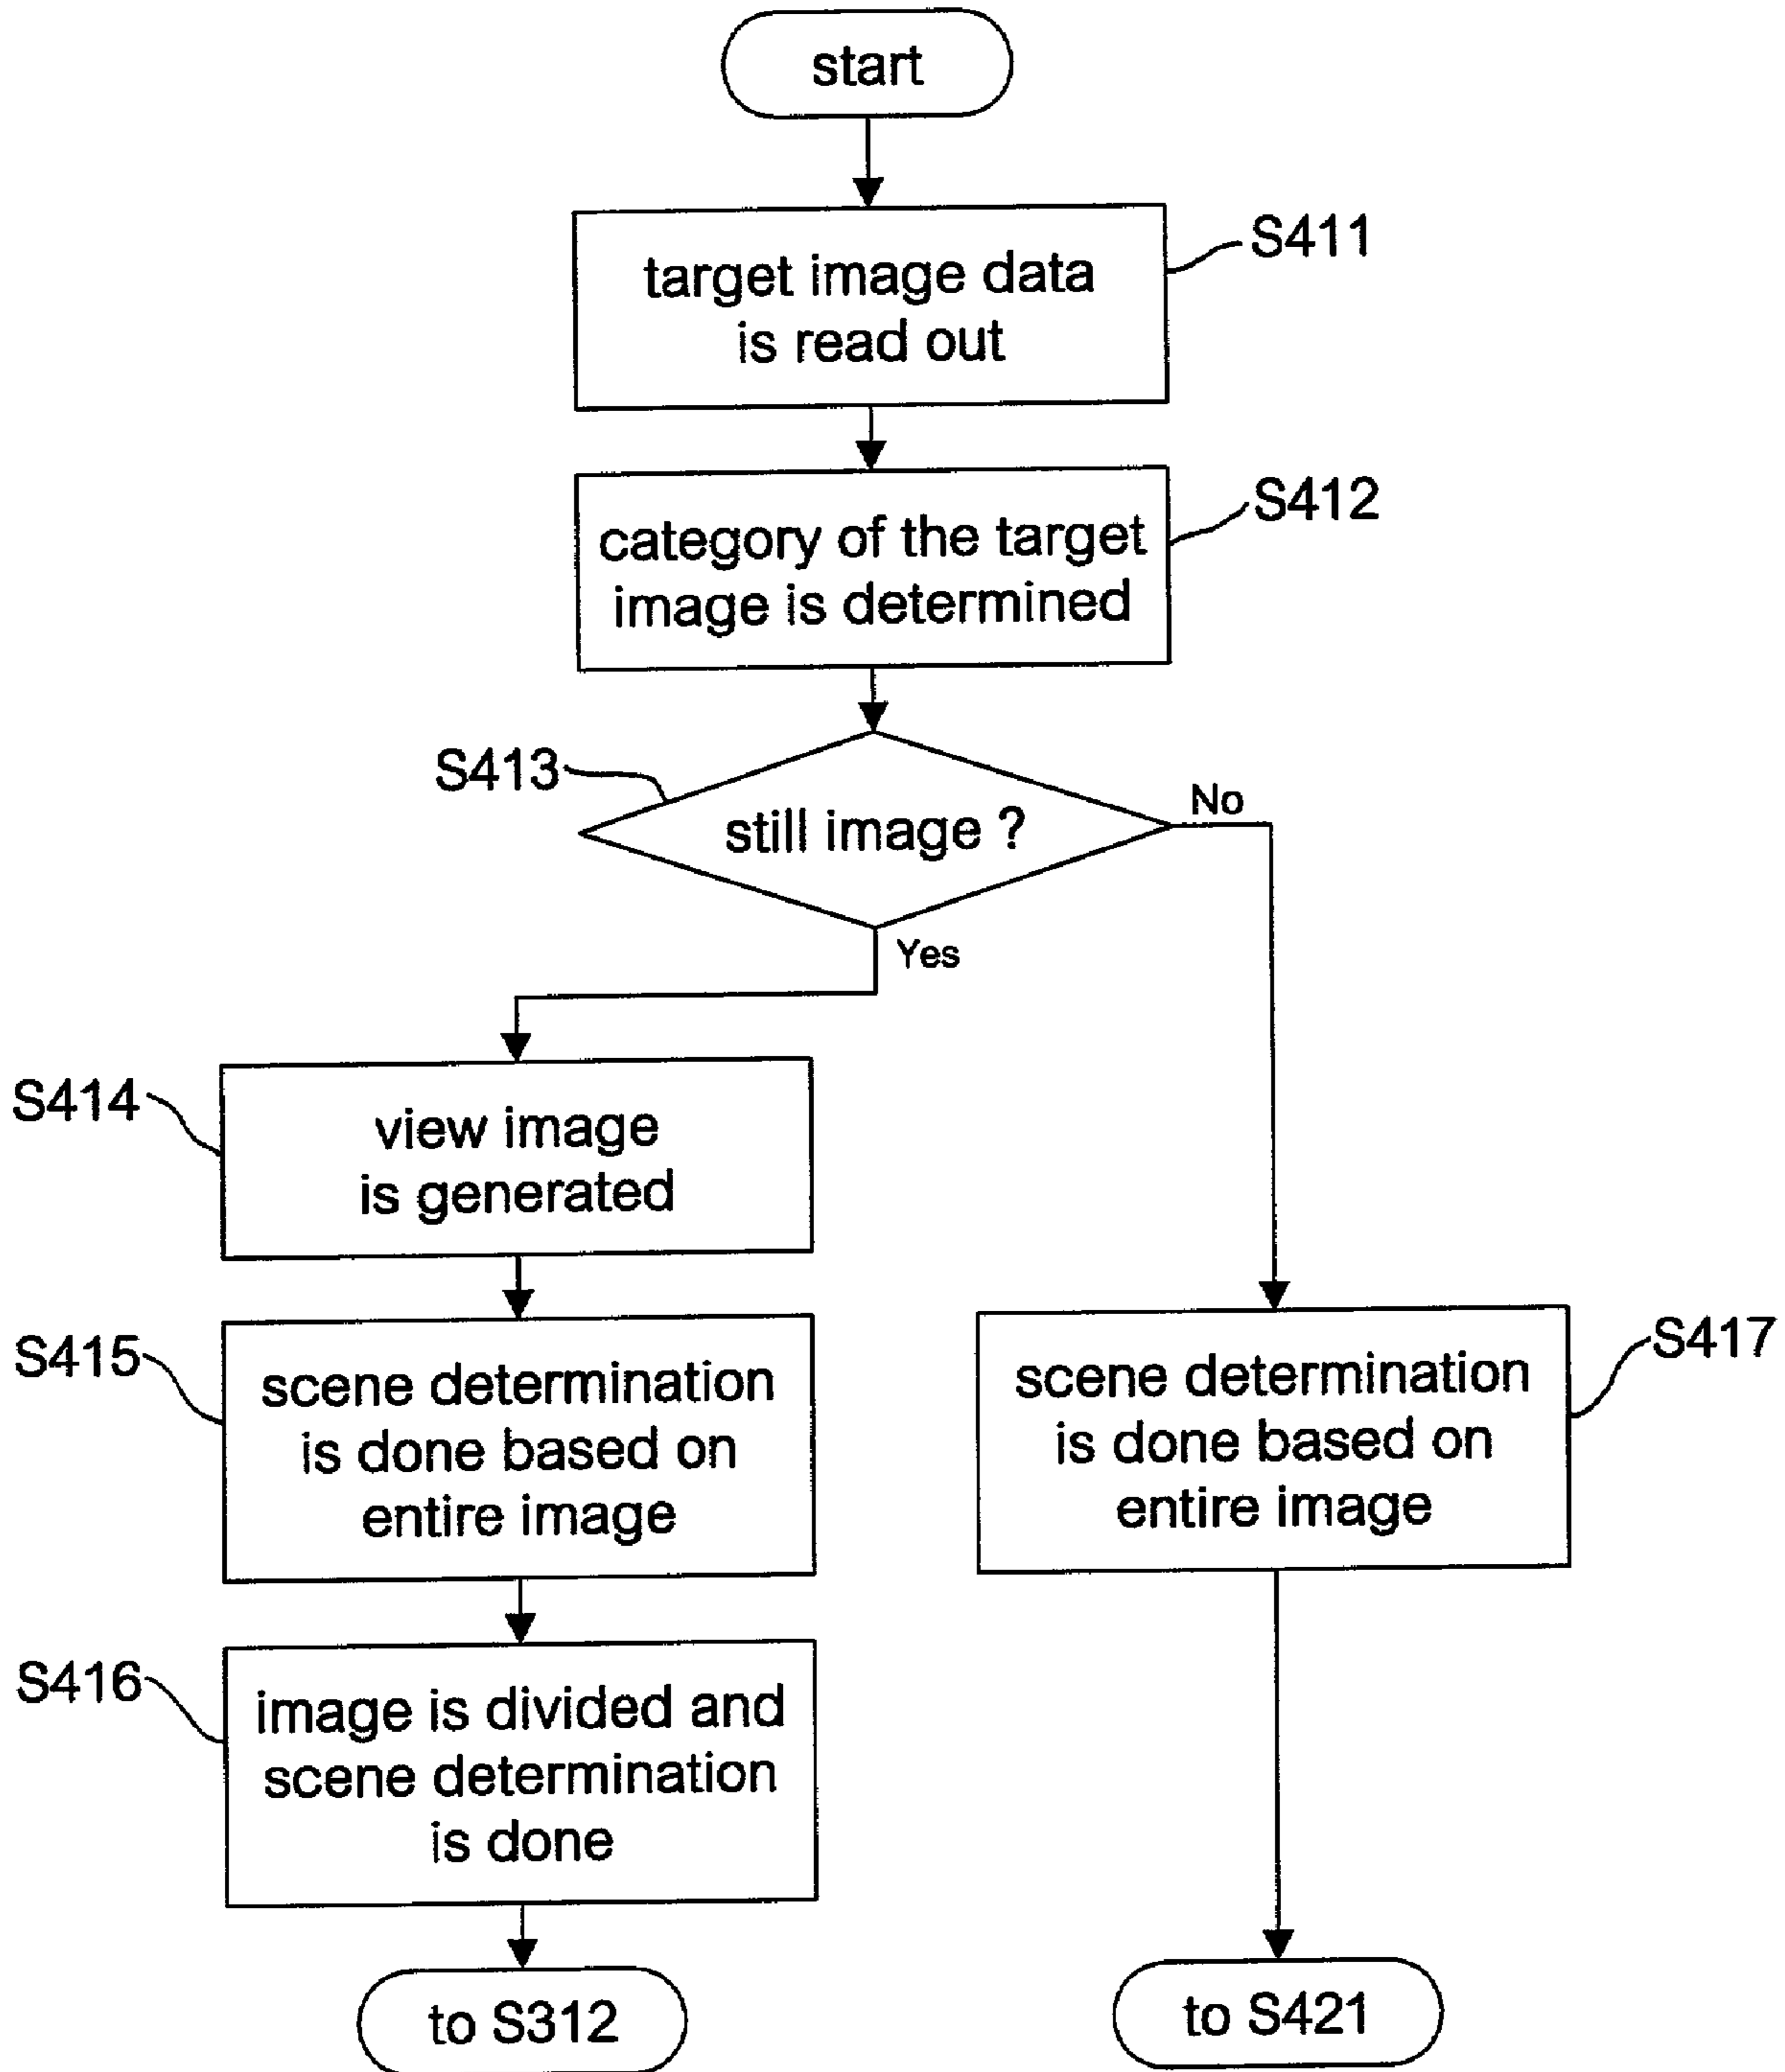 start
S411
target image data
is read out
S412
category of the target
image is determined
S413
still image ?
No
Yes
S414
view image
is generated
S415
scene determination
is done based on
entire image
S417
scene determination
is done based on
entire image
S416
image is divided and
scene determination
is done
to S312
to S421